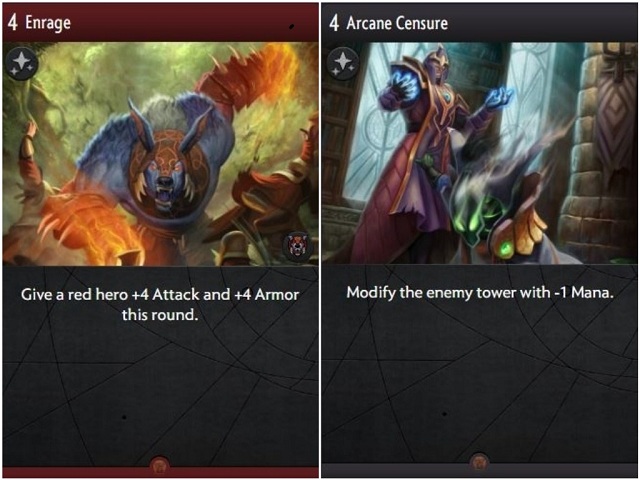 4 Enrage
Give a red hero +4 Attack and +4 Armor
this round.
4 Arcane Censure
Modify the enemy tower with -1 Mana.